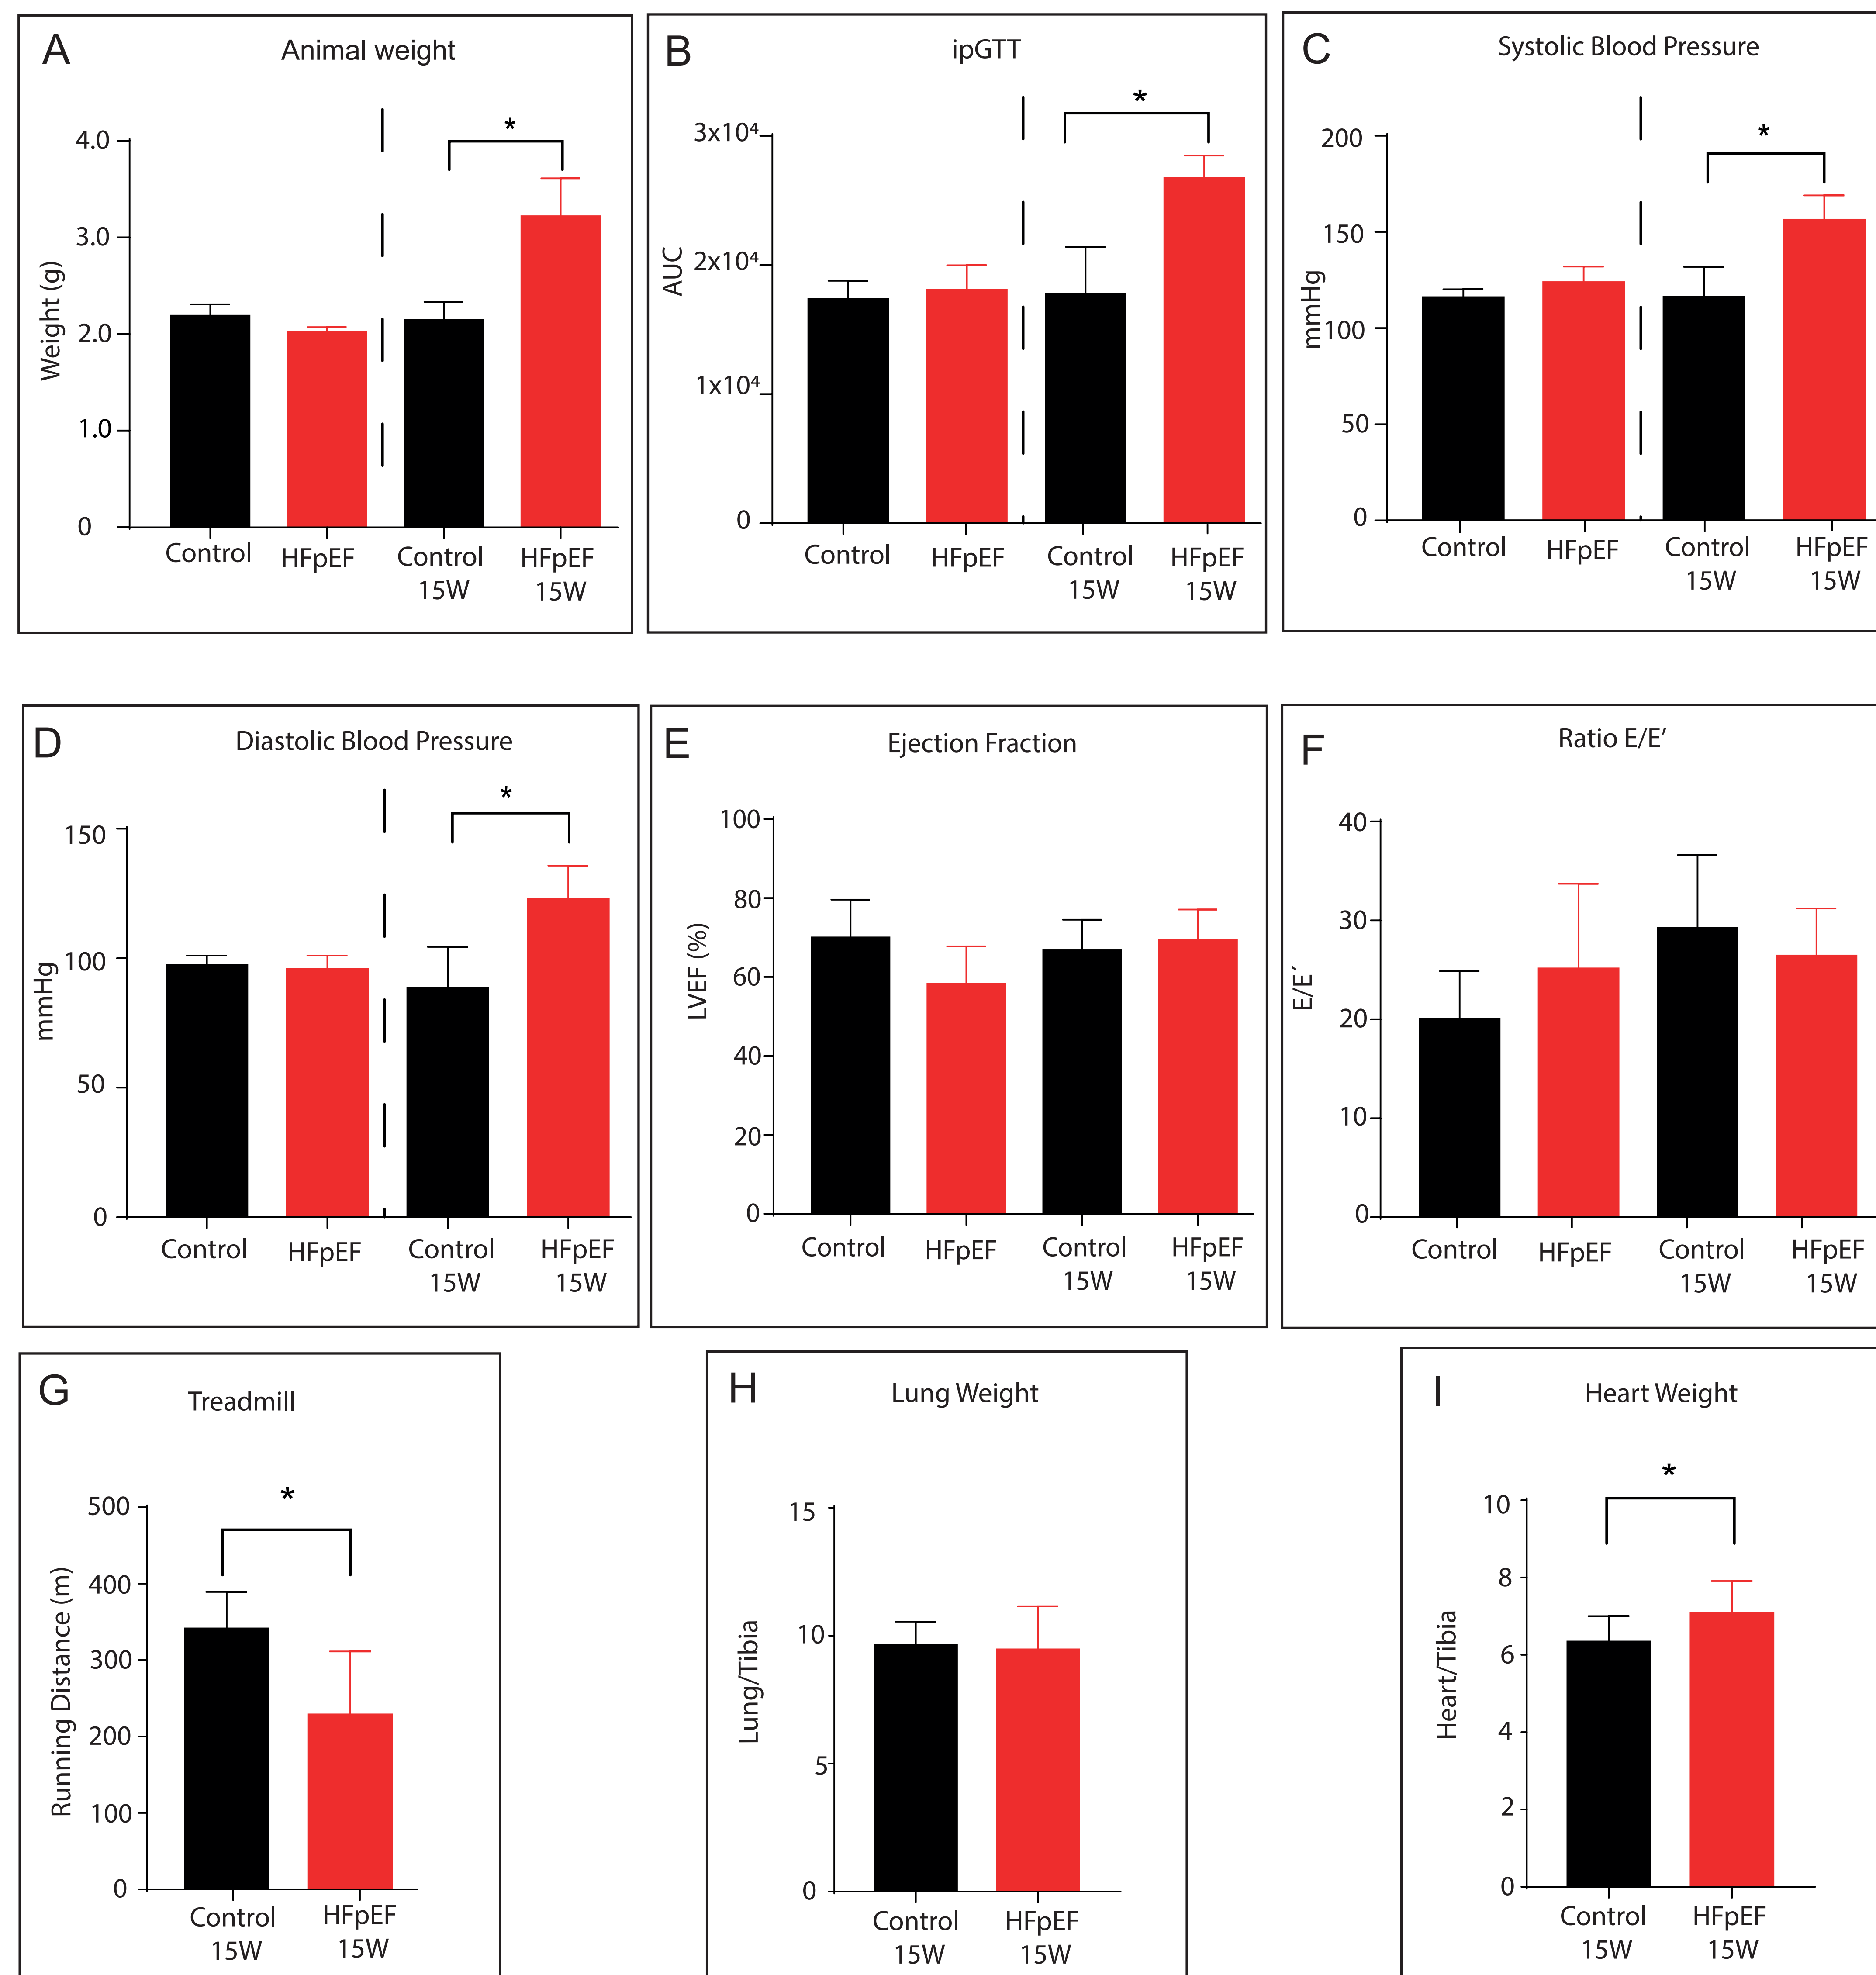 A
Animal weight
*
Weight (g)
4.0
3.0
2.0
1.0
0
Control
HFpEF
Control
15W
HFpEF
15W
B
ipGTT
*
AUC
3x10⁴
2x10⁴
1x10⁴
0
Control
HFpEF
Control
15W
HFpEF
15W
C
Systolic Blood Pressure
*
mmHg
200
150
100
50
0
Control
HFpEF
Control
15W
HFpEF
15W
D
Diastolic Blood Pressure
*
mmHg
150
100
50
0
Control
HFpEF
Control
15W
HFpEF
15W
E
Ejection Fraction
LVEF (%)
100
80
60
40
20
0
Control
HFpEF
Control
15W
HFpEF
15W
F
Ratio E/E’
E/E´
40
30
20
10
0
Control
HFpEF
Control
15W
HFpEF
15W
G
Treadmill
*
Running Distance (m)
500
400
300
200
100
0
Control
15W
HFpEF
15W
H
Lung Weight
Lung/Tibia
15
10
5
0
Control
15W
HFpEF
15W
I
Heart Weight
*
Heart/Tibia
10
8
6
4
2
0
Control
15W
HFpEF
15W